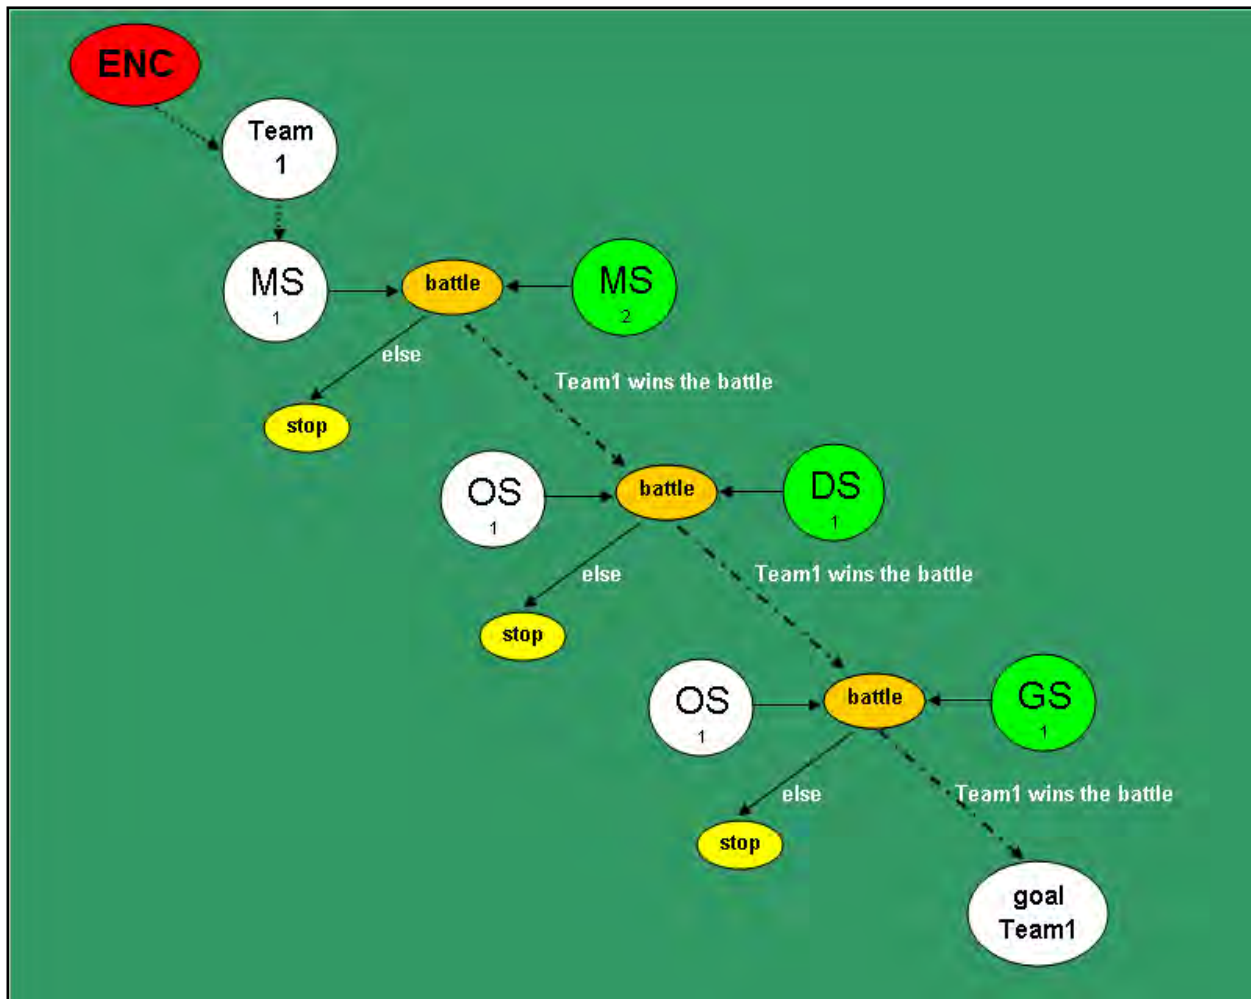 ENC
Team
1
MS
1
battle
MS
2
else
Team1 wins the battle
stop
OS
1
battle
DS
1
else
Team1 wins the battle
stop
OS
1
battle
GS
1
else
Team1 wins the battle
stop
goal
Team1